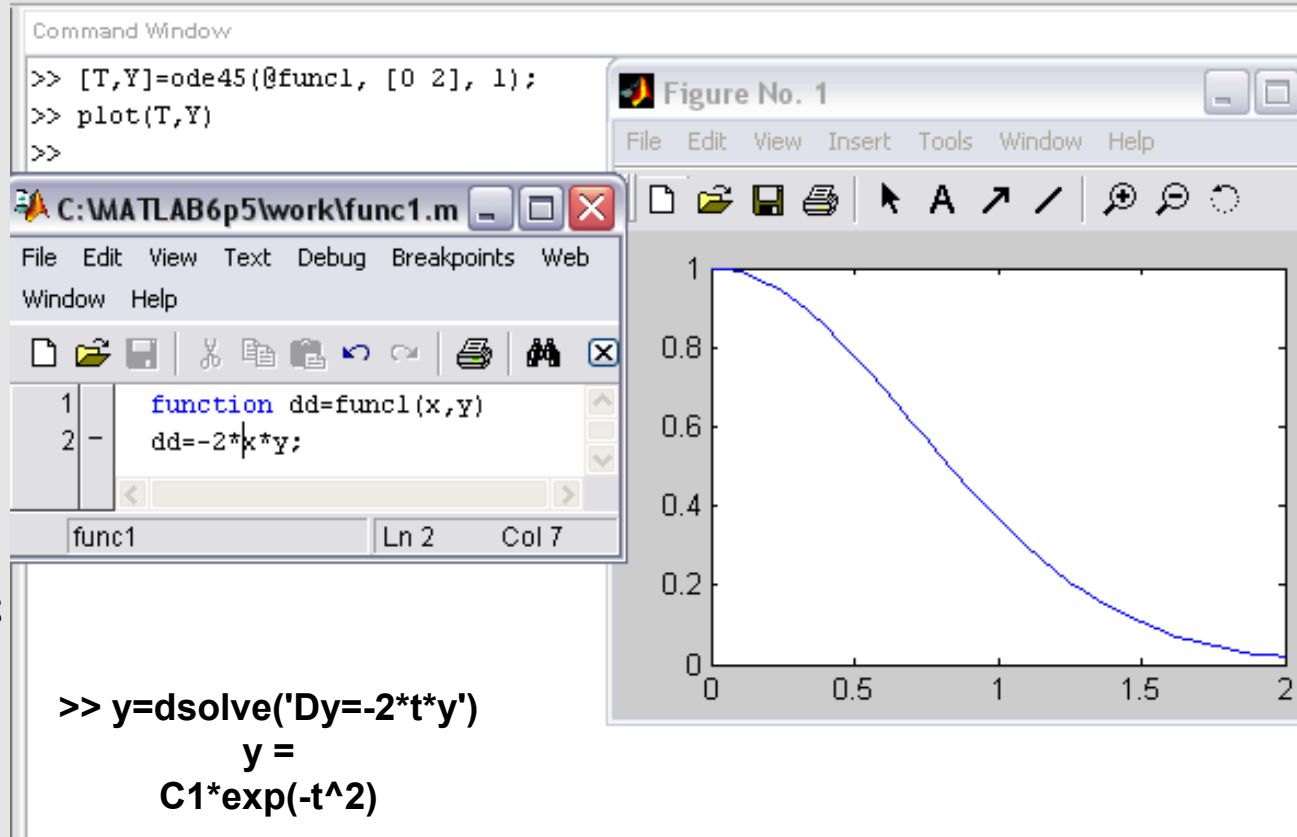 Command Window
>> [T,Y]=ode45(@func1, [0 2], 1);
>> plot(T,Y)
>>
C:\MATLAB6p5\work\func1.m
File Edit View Text Debug Breakpoints Web
Window Help
1 function dd=func1(x,y)
2 dd=-2*x*y;
func1 Ln 2 Col 7
Figure No. 1
File Edit View Insert Tools Window Help
A
1
0.8
0.6
0.4
0.2
0
0 0.5 1 1.5 2
>> y=dsolve('Dy=-2*t*y')
y =
C1*exp(-t^2)